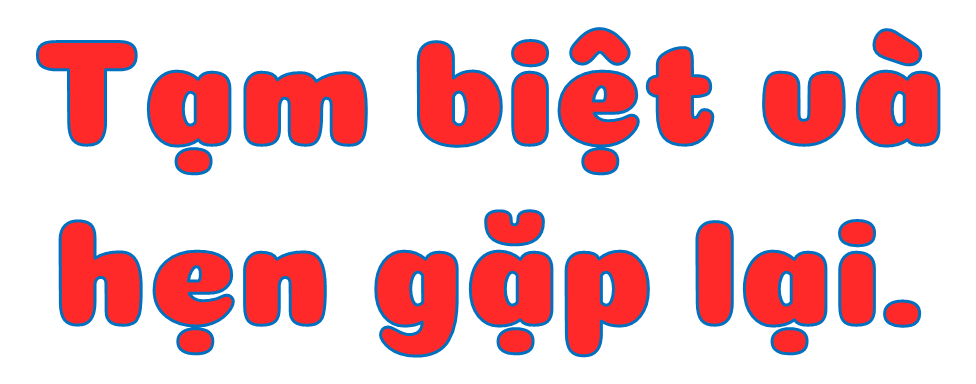 Tạm biệt và
hẹn gặp lại.